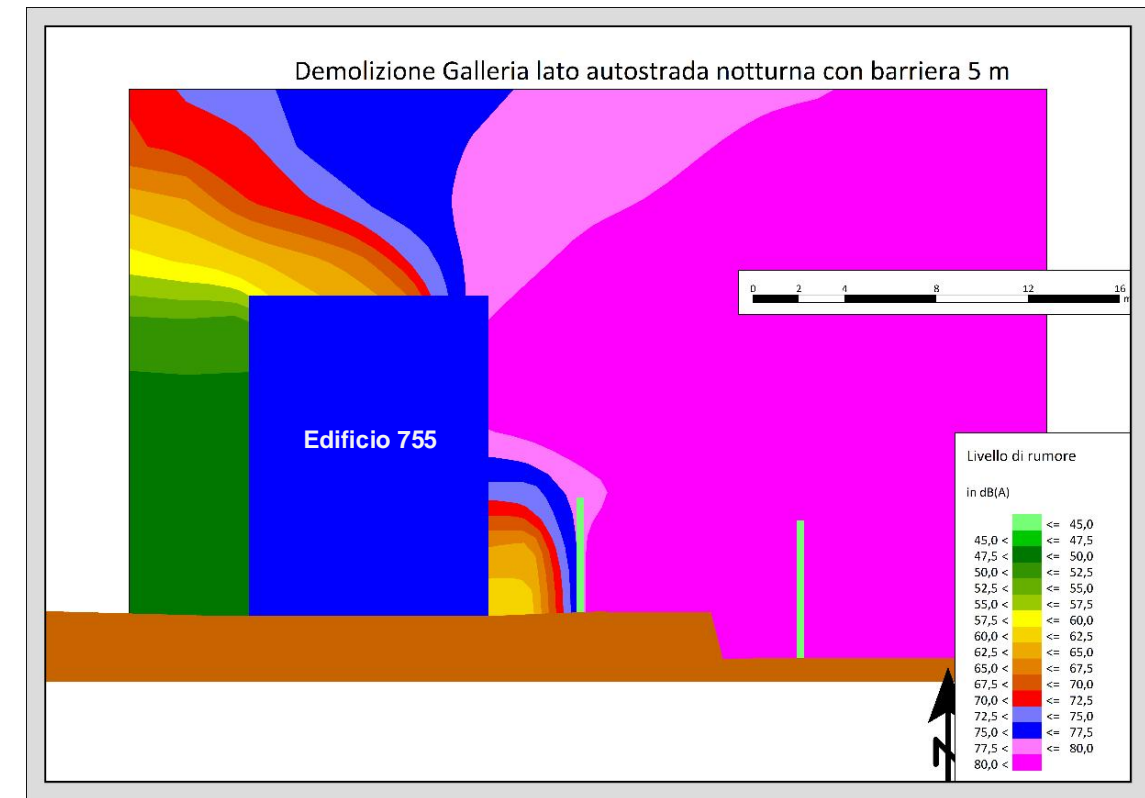 Demolizione Galleria lato autostrada notturna con barriera 5 m
0 2 4 8 12 16
m
Edificio 755
Livello di rumore
in dB(A)
<= 45,0
45,0 < <= 47,5
47,5 < <= 50,0
50,0 < <= 52,5
52,5 < <= 55,0
55,0 < <= 57,5
57,5 < <= 60,0
60,0 < <= 62,5
62,5 < <= 65,0
65,0 < <= 67,5
67,5 < <= 70,0
70,0 < <= 72,5
72,5 < <= 75,0
75,0 < <= 77,5
77,5 < <= 80,0
80,0 <